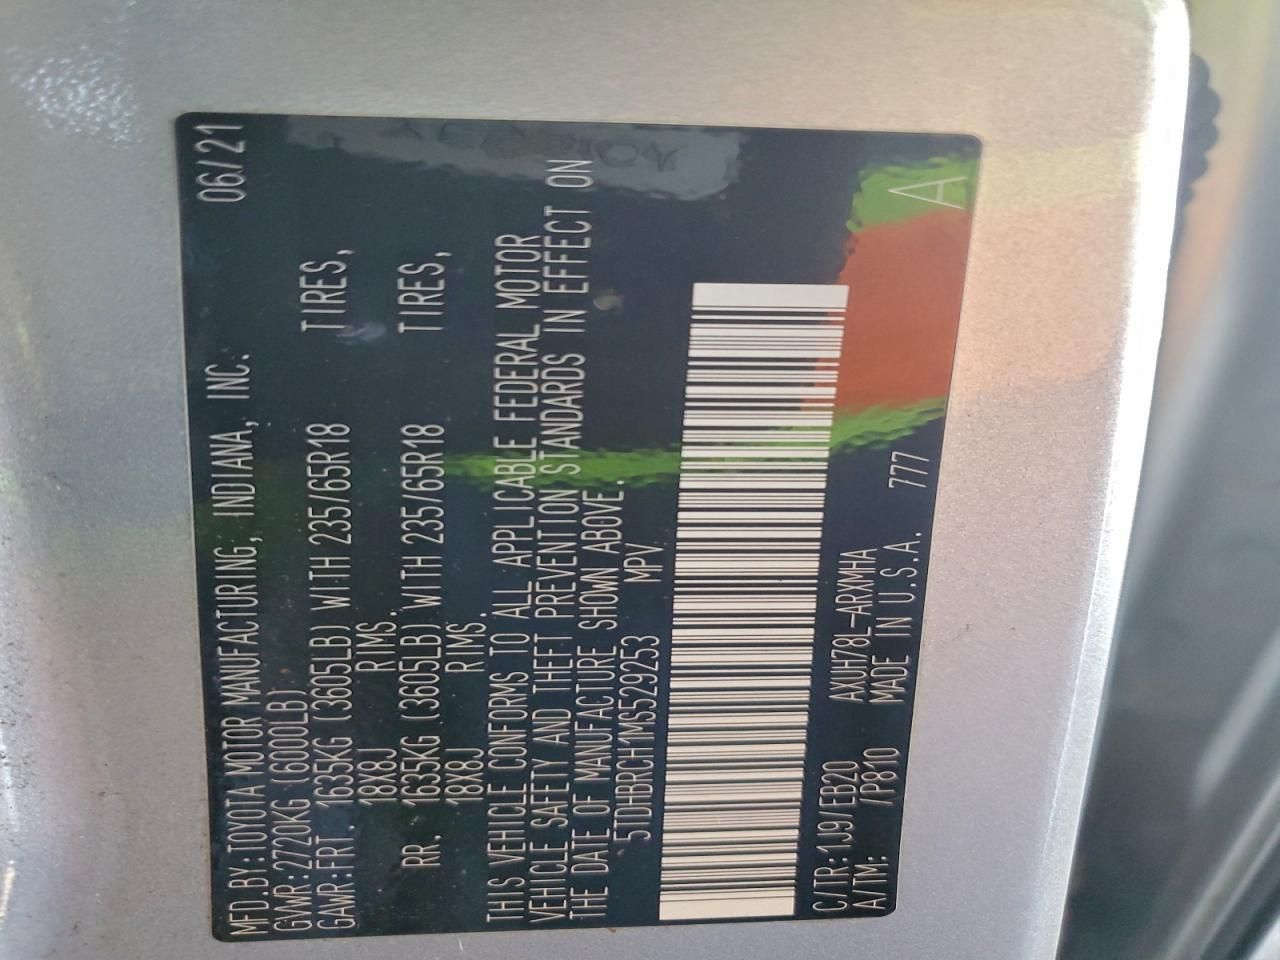 MFD.BY:TOYOTA MOTOR MANUFACTURING, INDIANA, INC. 06/21
GVWR:2720KG (6000LB)
GAWR:FRT. 1635KG (3605LB) WITH 235/65R18 TIRES,
18X8J RIMS.
RR. 1635KG (3605LB) WITH 235/65R18 TIRES,
18X8J RIMS.
THIS VEHICLE CONFORMS TO ALL APPLICABLE FEDERAL MOTOR
VEHICLE SAFETY AND THEFT PREVENTION STANDARDS IN EFFECT ON
THE DATE OF MANUFACTURE SHOWN ABOVE.
5TDHBRCH1MS529253 MPV
C/TR:1J9/EB20 AXUH78L-ARXMHA
A/TM: /P810 MADE IN U.S.A. 777 A